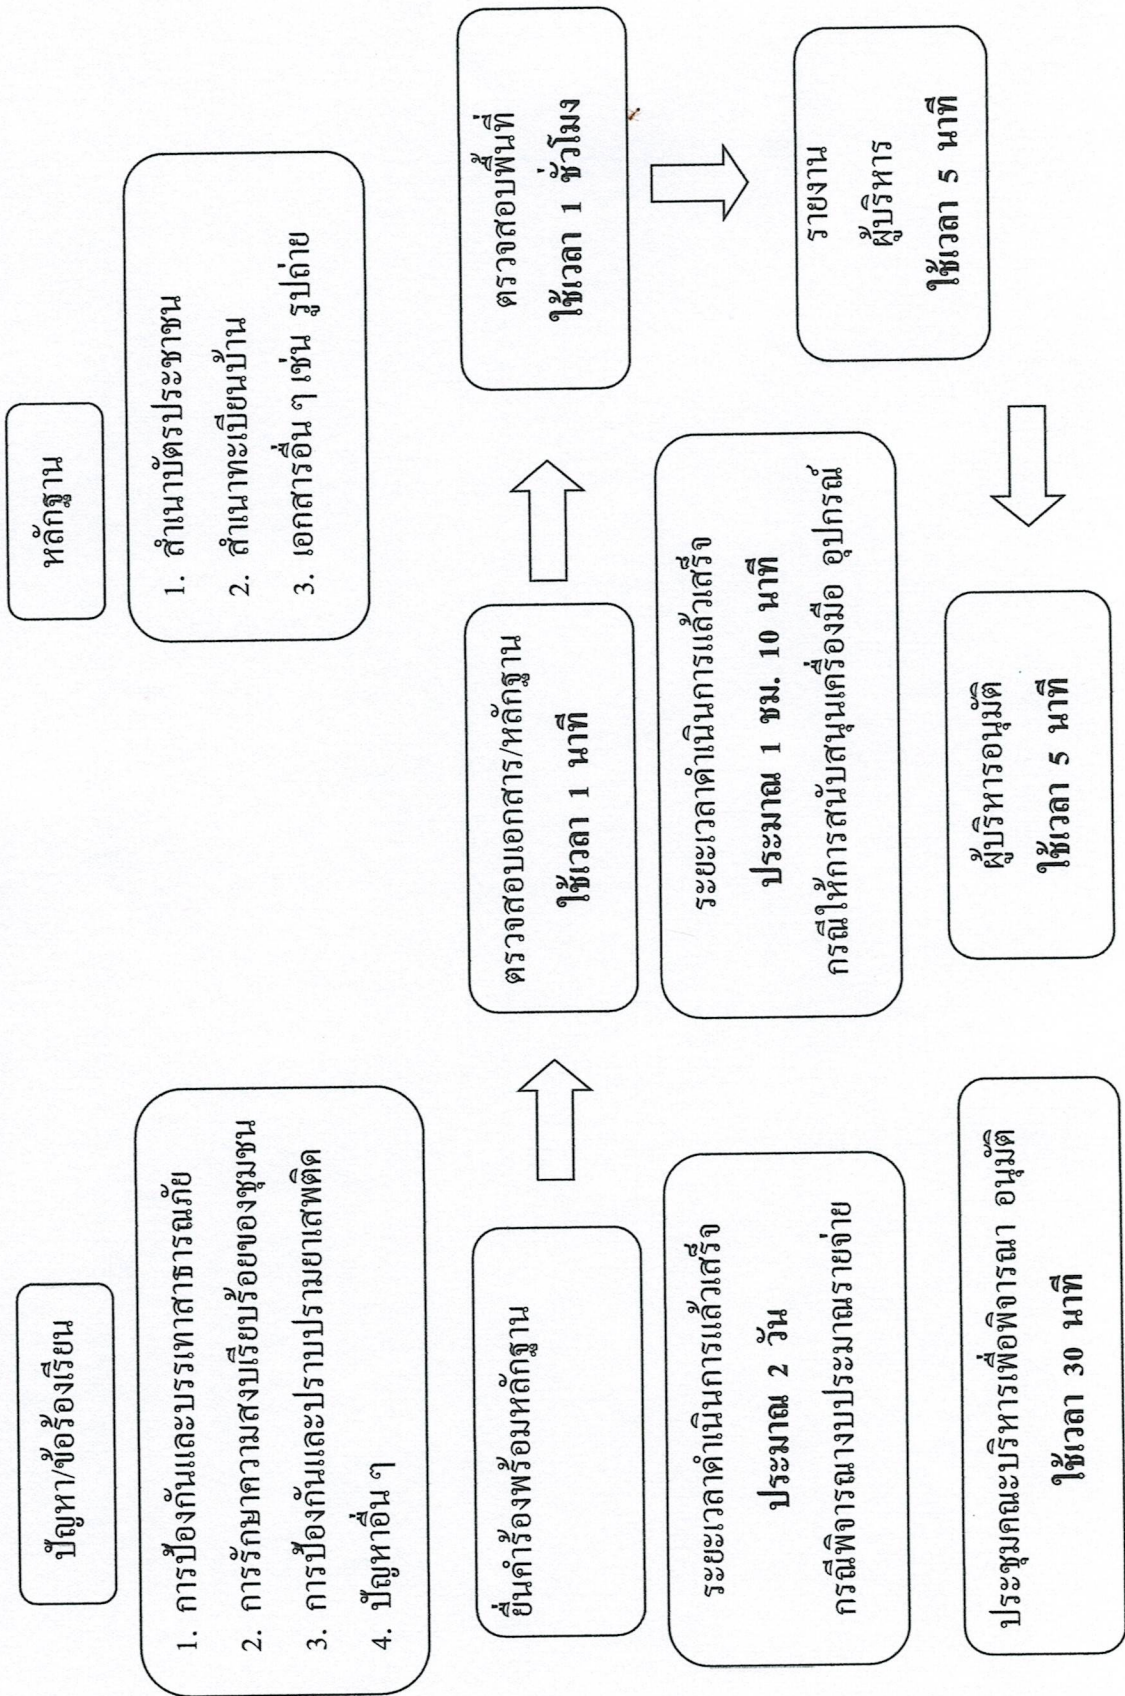 ปัญหา/ข้อร้องเรียน
1. การป้องกันและบรรเทาสาธารณภัย
2. การรักษาความสงบเรียบร้อยของชุมชน
3. การป้องกันและปราบปรามยาเสพติด
4. ปัญหาอื่น ๆ
หลักฐาน
1. สำเนาบัตรประชาชน
2. สำเนาทะเบียนบ้าน
3. เอกสารอื่น ๆ เช่น รูปถ่าย
ยื่นคำร้องพร้อมหลักฐาน
ตรวจสอบเอกสาร/หลักฐาน
ใช้เวลา 1 นาที
ตรวจสอบพื้นที่
ใช้เวลา 1 ชั่วโมง
ระยะเวลาดำเนินการแล้วเสร็จ
ประมาณ 2 วัน
กรณีพิจารณางบประมาณรายจ่าย
ระยะเวลาดำเนินการแล้วเสร็จ
ประมาณ 1 ชม. 10 นาที
กรณีให้การสนับสนุนเครื่องมือ อุปกรณ์
รายงาน
ผู้บริหาร
ใช้เวลา 5 นาที
ประชุมคณะบริหารเพื่อพิจารณา อนุมัติ
ใช้เวลา 30 นาที
ผู้บริหารอนุมัติ
ใช้เวลา 5 นาที